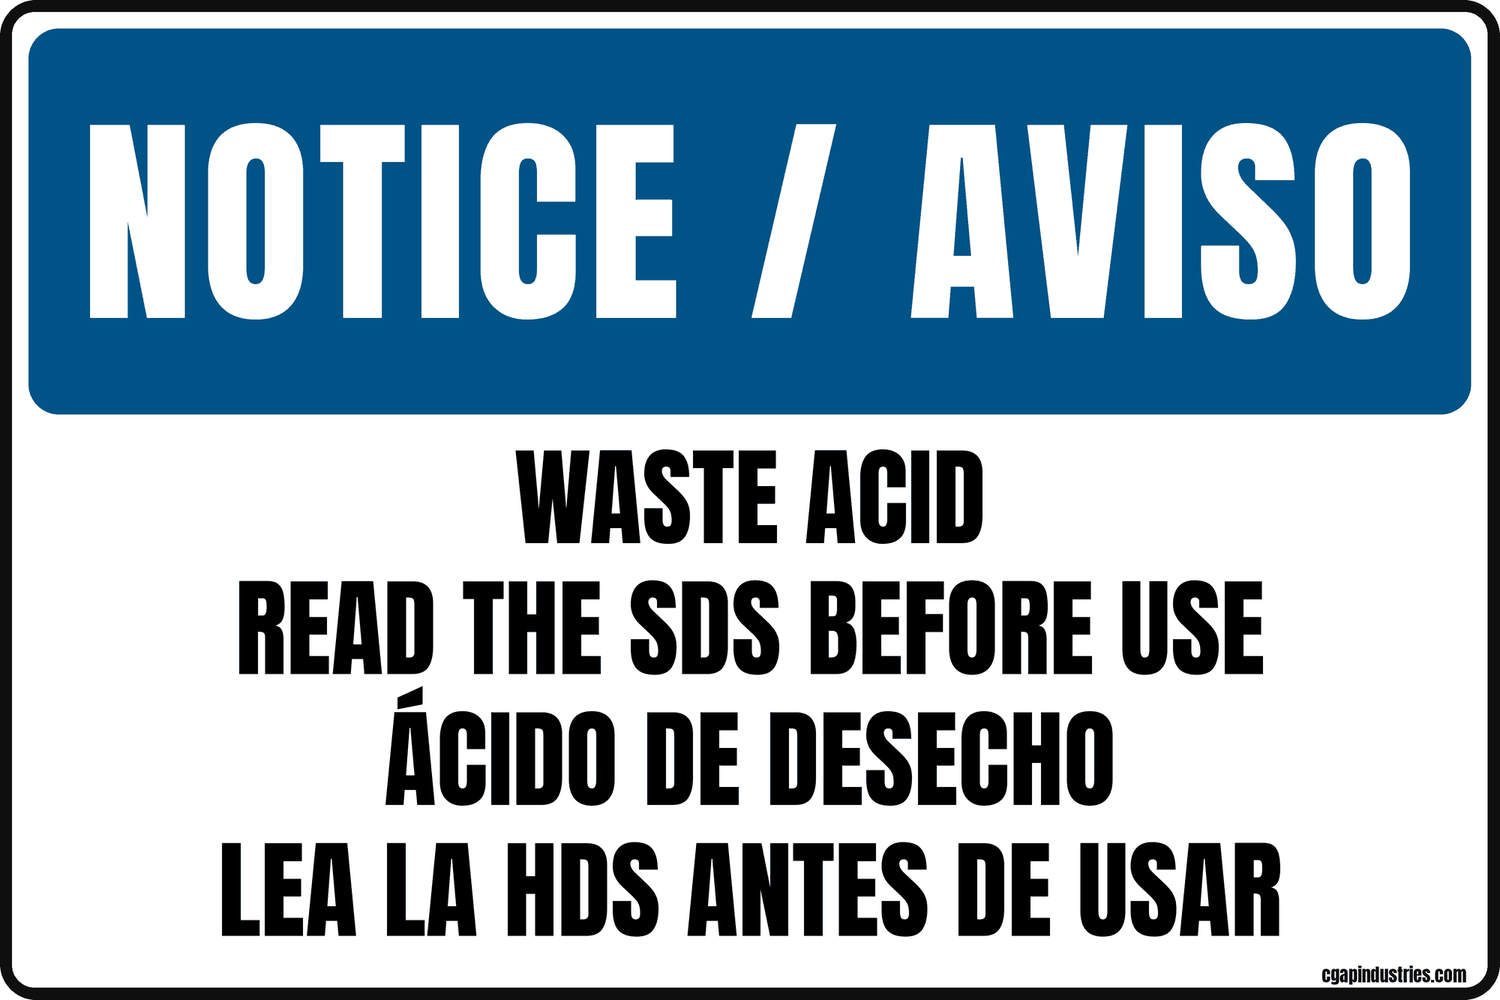 NOTICE / AVISO
WASTE ACID
READ THE SDS BEFORE USE
ÁCIDO DE DESECHO
LEA LA HDS ANTES DE USAR
cgapindustries.com